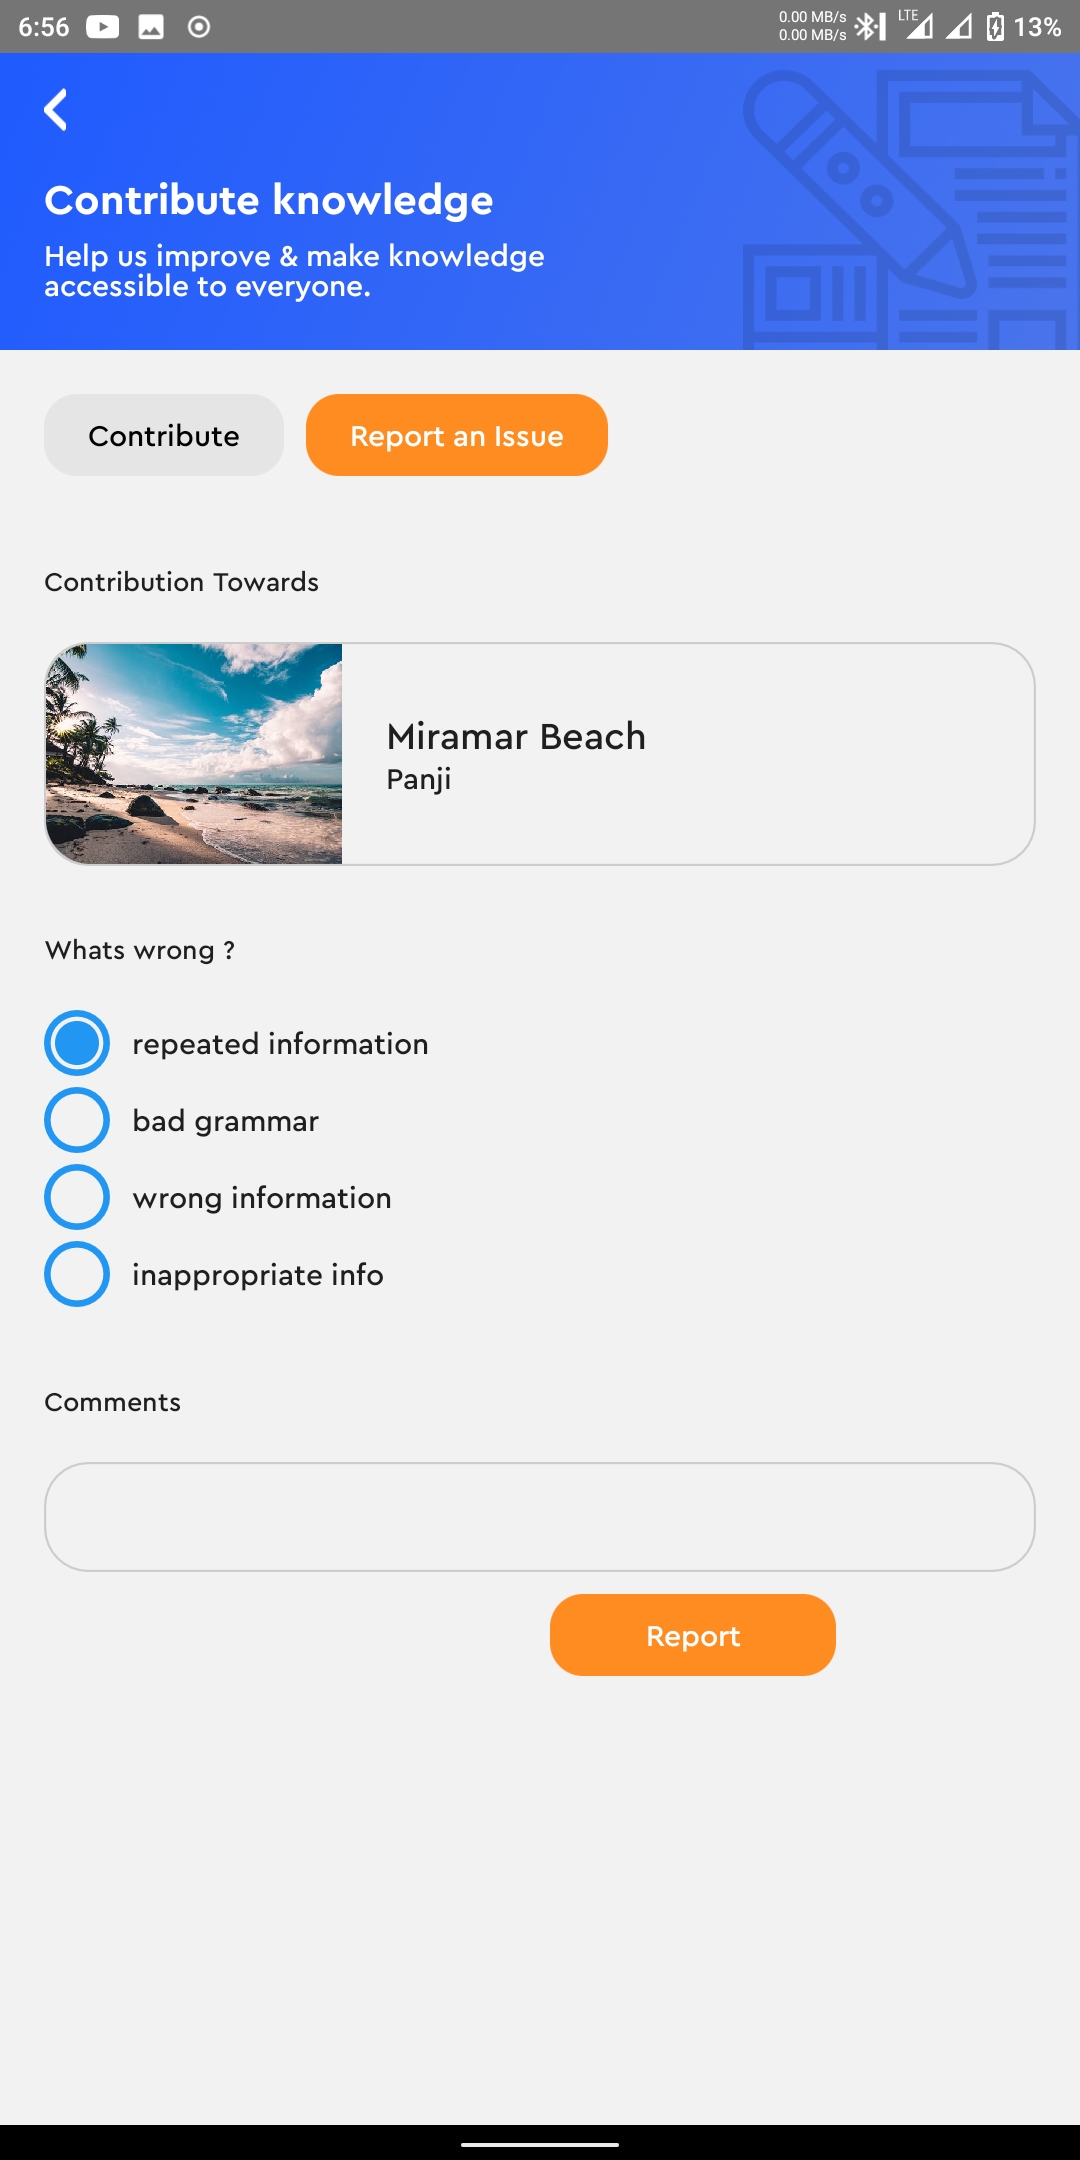 6:56
0.00 MB/s
0.00 MB/s
LTE
13%
Contribute knowledge
Help us improve & make knowledge
accessible to everyone.
Contribute
Report an Issue
Contribution Towards
Miramar Beach
Panji
Whats wrong ?
repeated information
bad grammar
wrong information
inappropriate info
Comments
Report